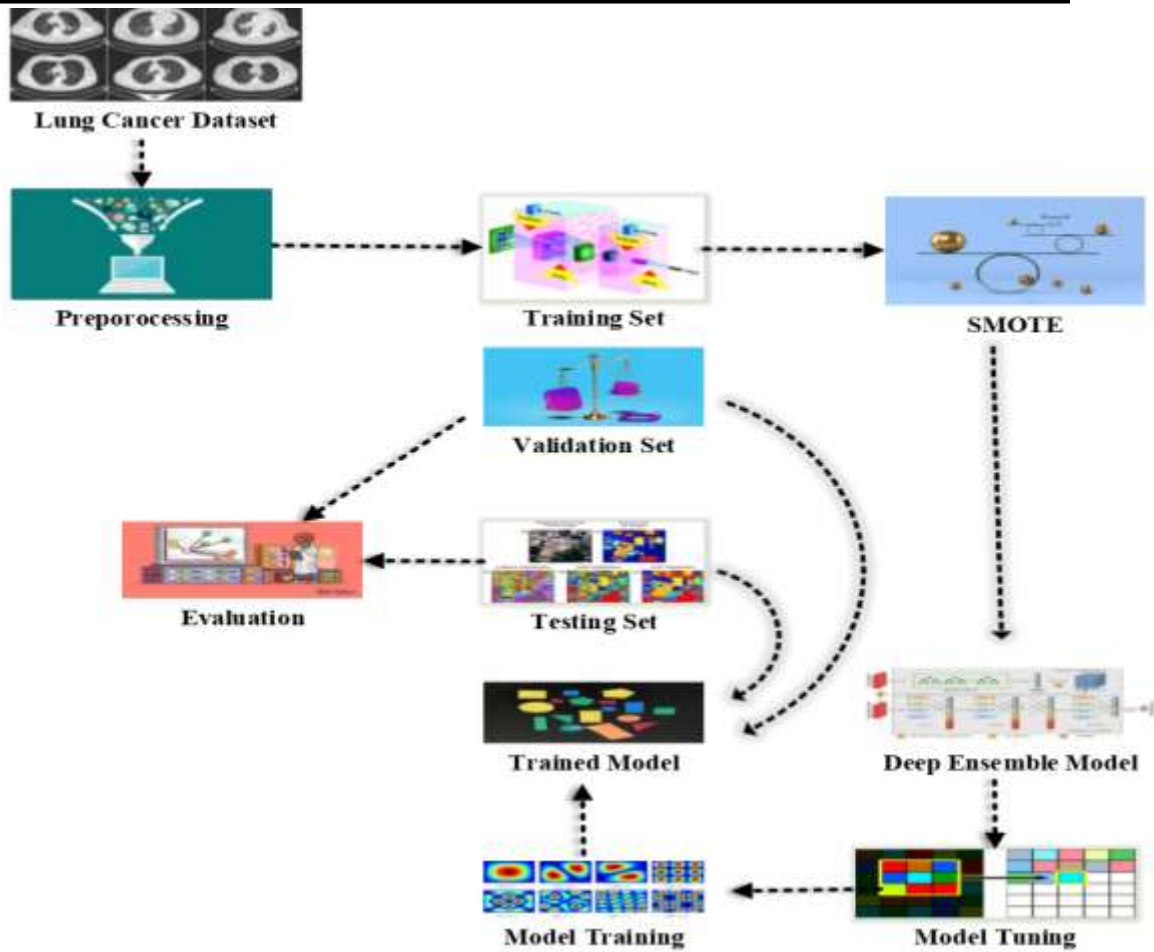 Lung Cancer Dataset
Preporocessing
Training Set
SMOTE
Validation Set
Evaluation
Testing Set
Trained Model
Deep Ensemble Model
Model Training
Model Tuning